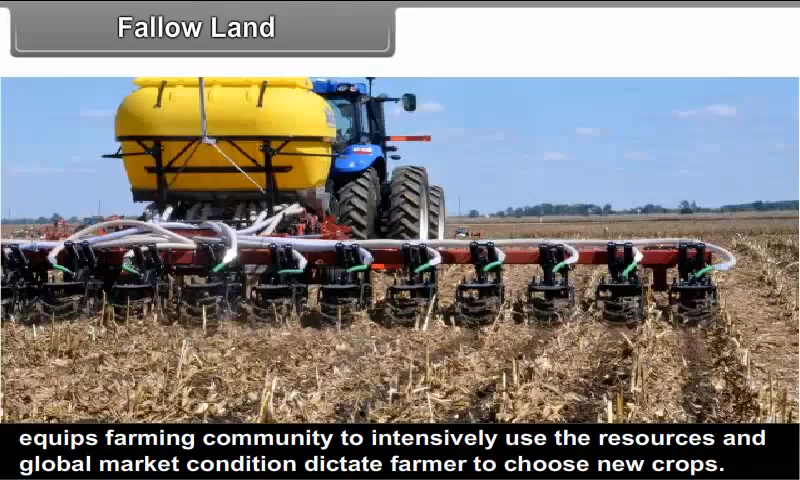 Fallow Land
equips farming community to intensively use the resources and
global market condition dictate farmer to choose new crops.